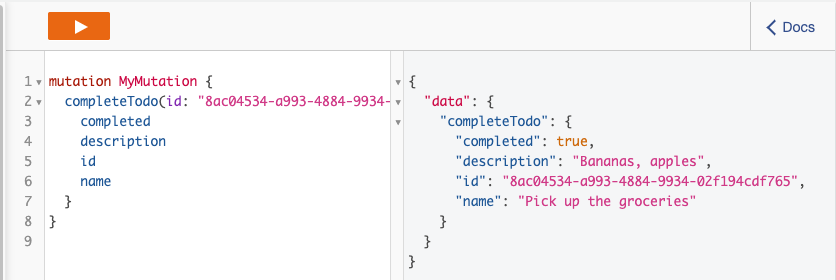 Docs
1 mutation MyMutation {
2 completeTodo(id: "8ac04534-a993-4884-9934-
3 completed
4 description
5 id
6 name
7 }
8 }
9
{
"data": {
"completeTodo": {
"completed": true,
"description": "Bananas, apples",
"id": "8ac04534-a993-4884-9934-02f194cdf765",
"name": "Pick up the groceries"
}
}
}